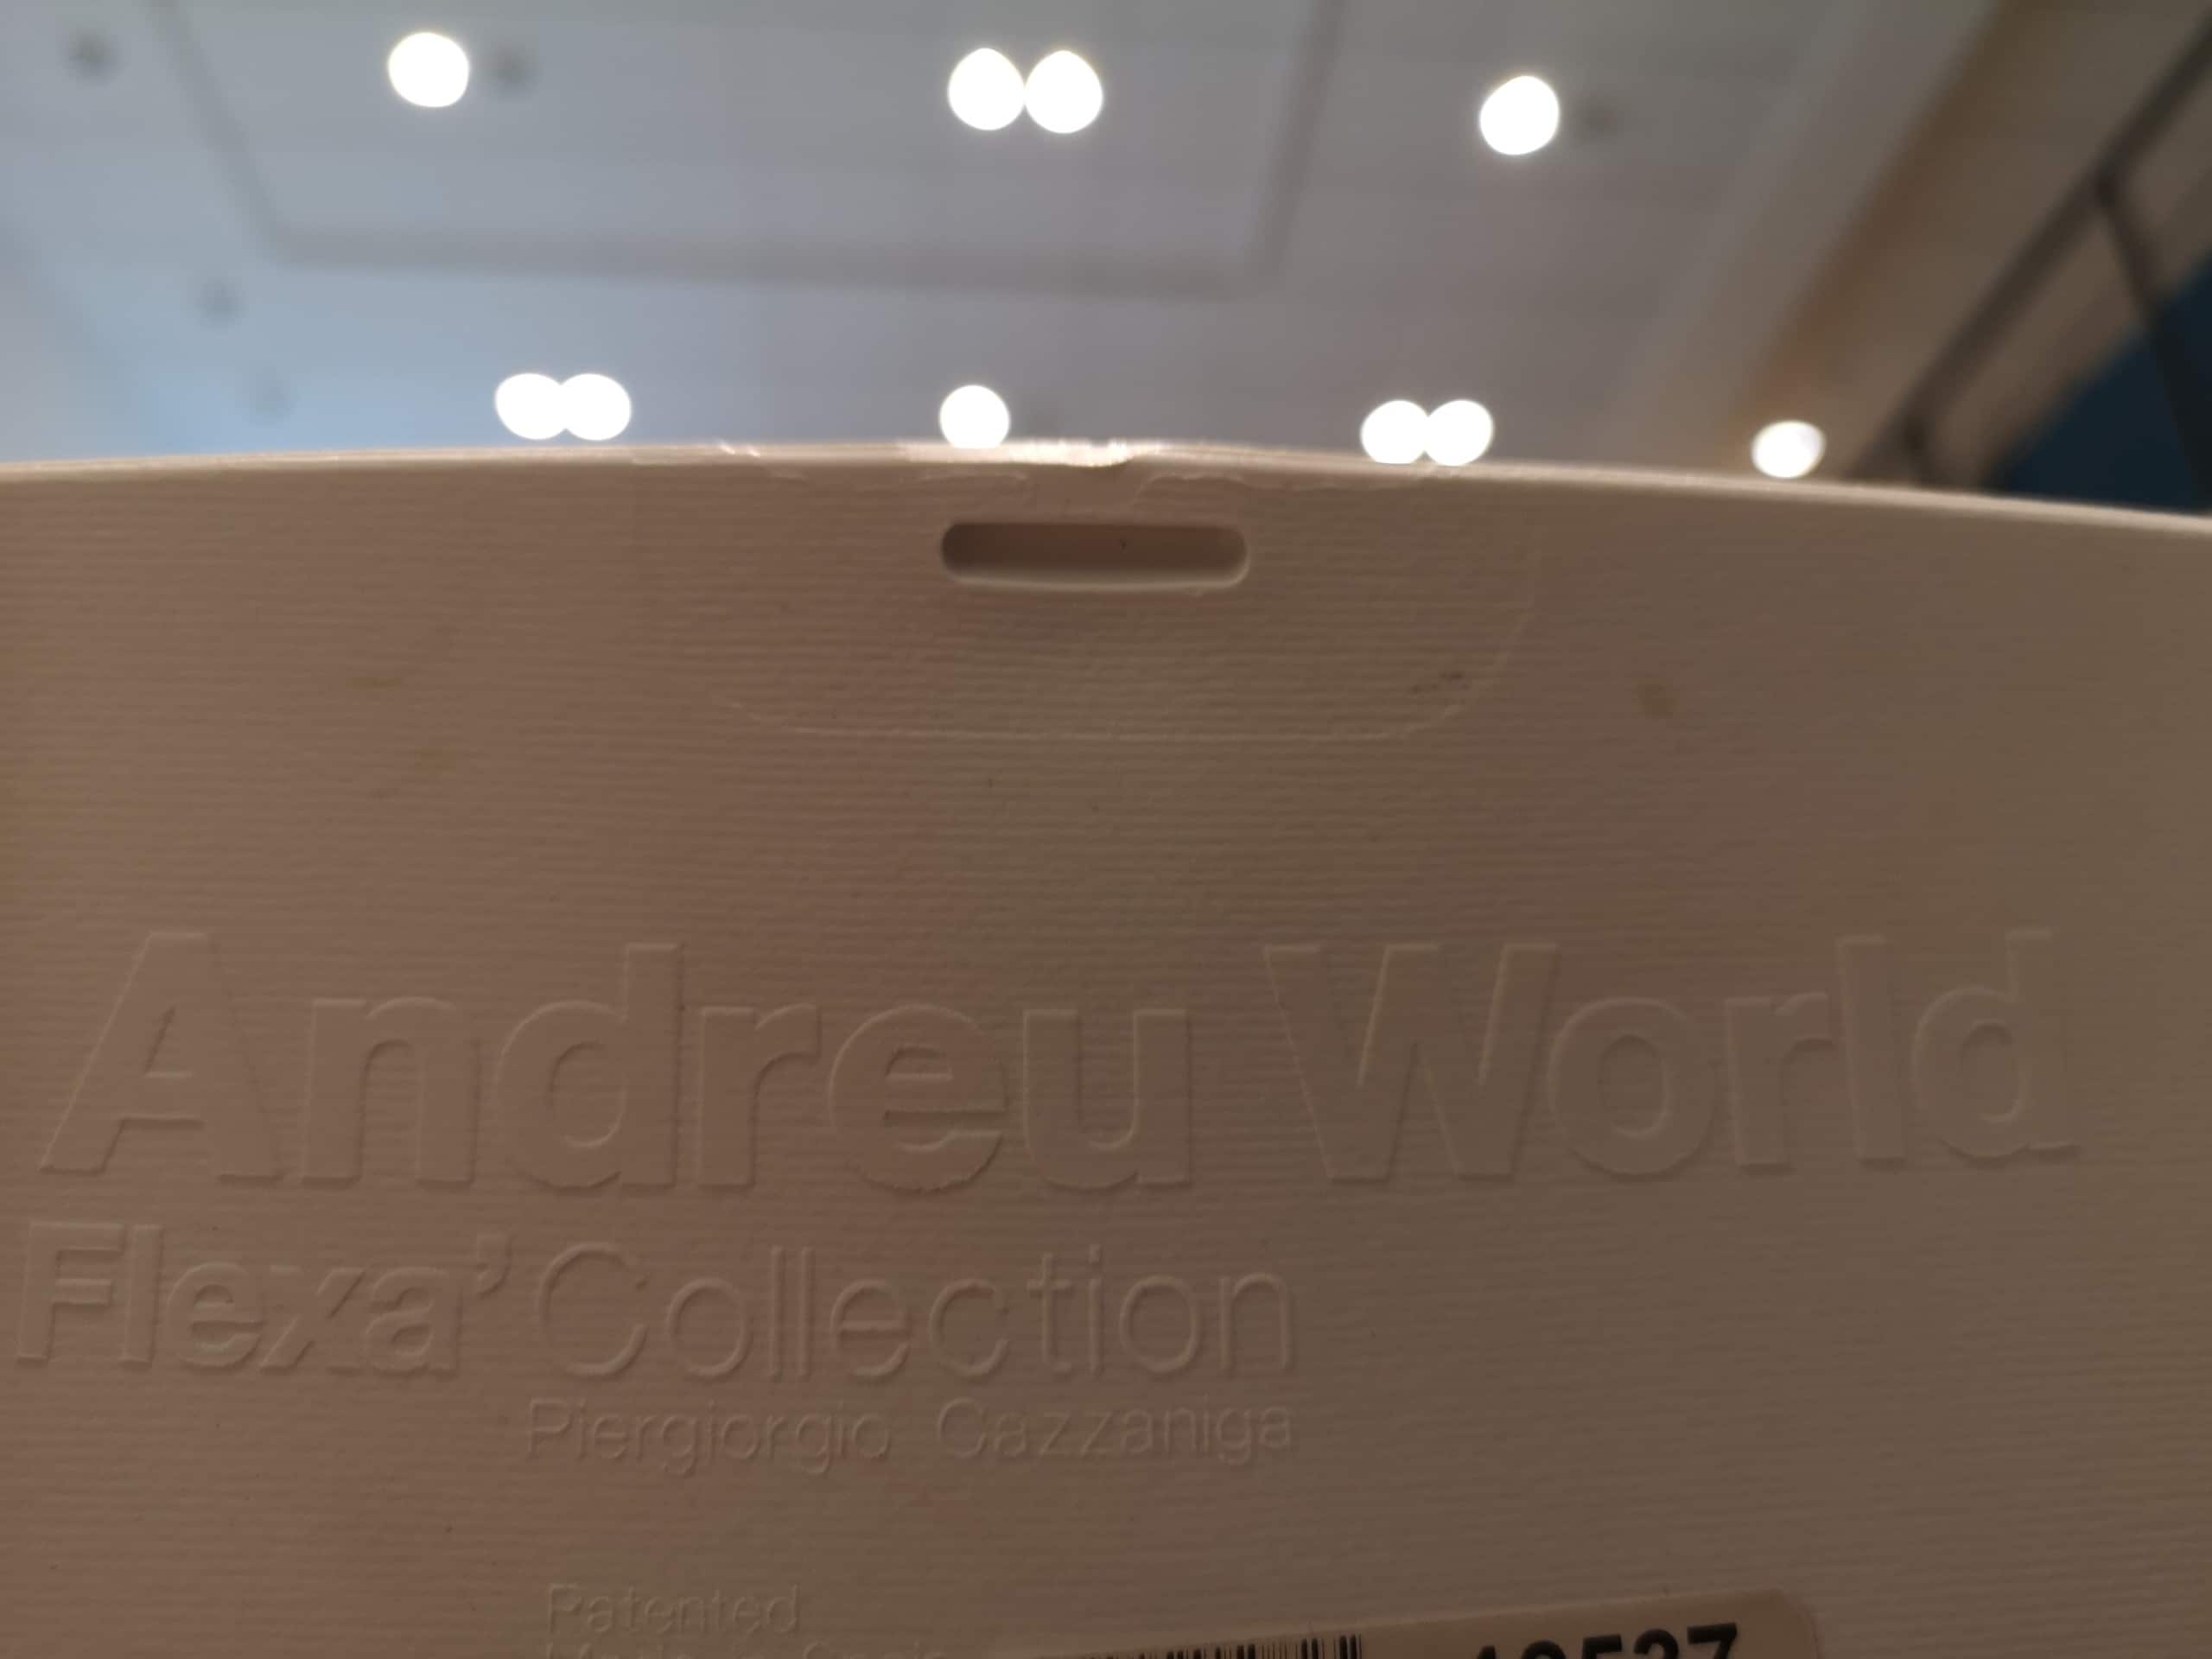 Andreu World
Flexa' Collection
Piergiorgio Cazzaniga
Patented